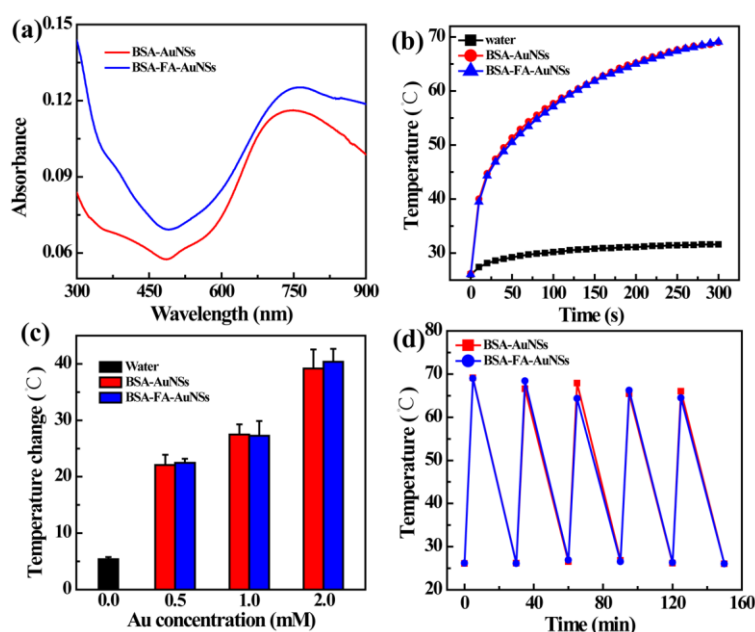 (a)
BSA-AuNSs
BSA-FA-AuNSs
0.15
0.12
0.09
0.06
Absorbance
300 450 600 750 900
Wavelength (nm)
(b)
water
BSA-AuNSs
BSA-FA-AuNSs
70
60
50
40
30
Temperature (℃)
0 50 100 150 200 250 300
Time (s)
(c)
Water
BSA-AuNSs
BSA-FA-AuNSs
40
30
20
10
0
Temperature change (℃)
0.0 0.5 1.0 2.0
Au concentration (mM)
(d)
BSA-AuNSs
BSA-FA-AuNSs
80
70
60
50
40
30
20
Temperature (℃)
0 40 80 120 160
Time (min)